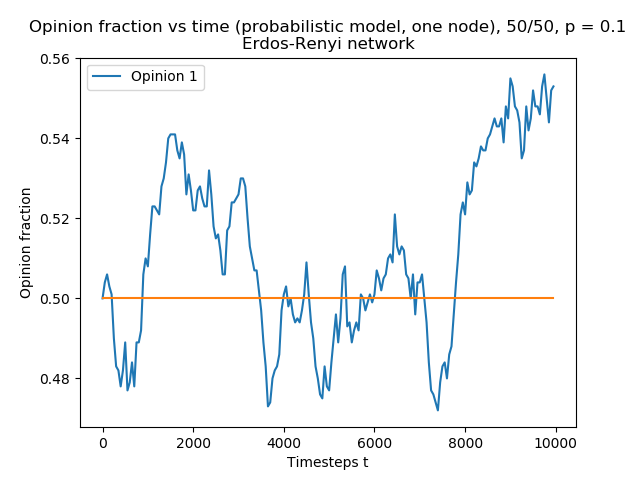 Opinion fraction vs time (probabilistic model, one node), 50/50, p = 0.1
Erdos-Renyi network
Opinion 1
Opinion fraction
0.56
0.54
0.52
0.50
0.48
0 2000 4000 6000 8000 10000
Timesteps t